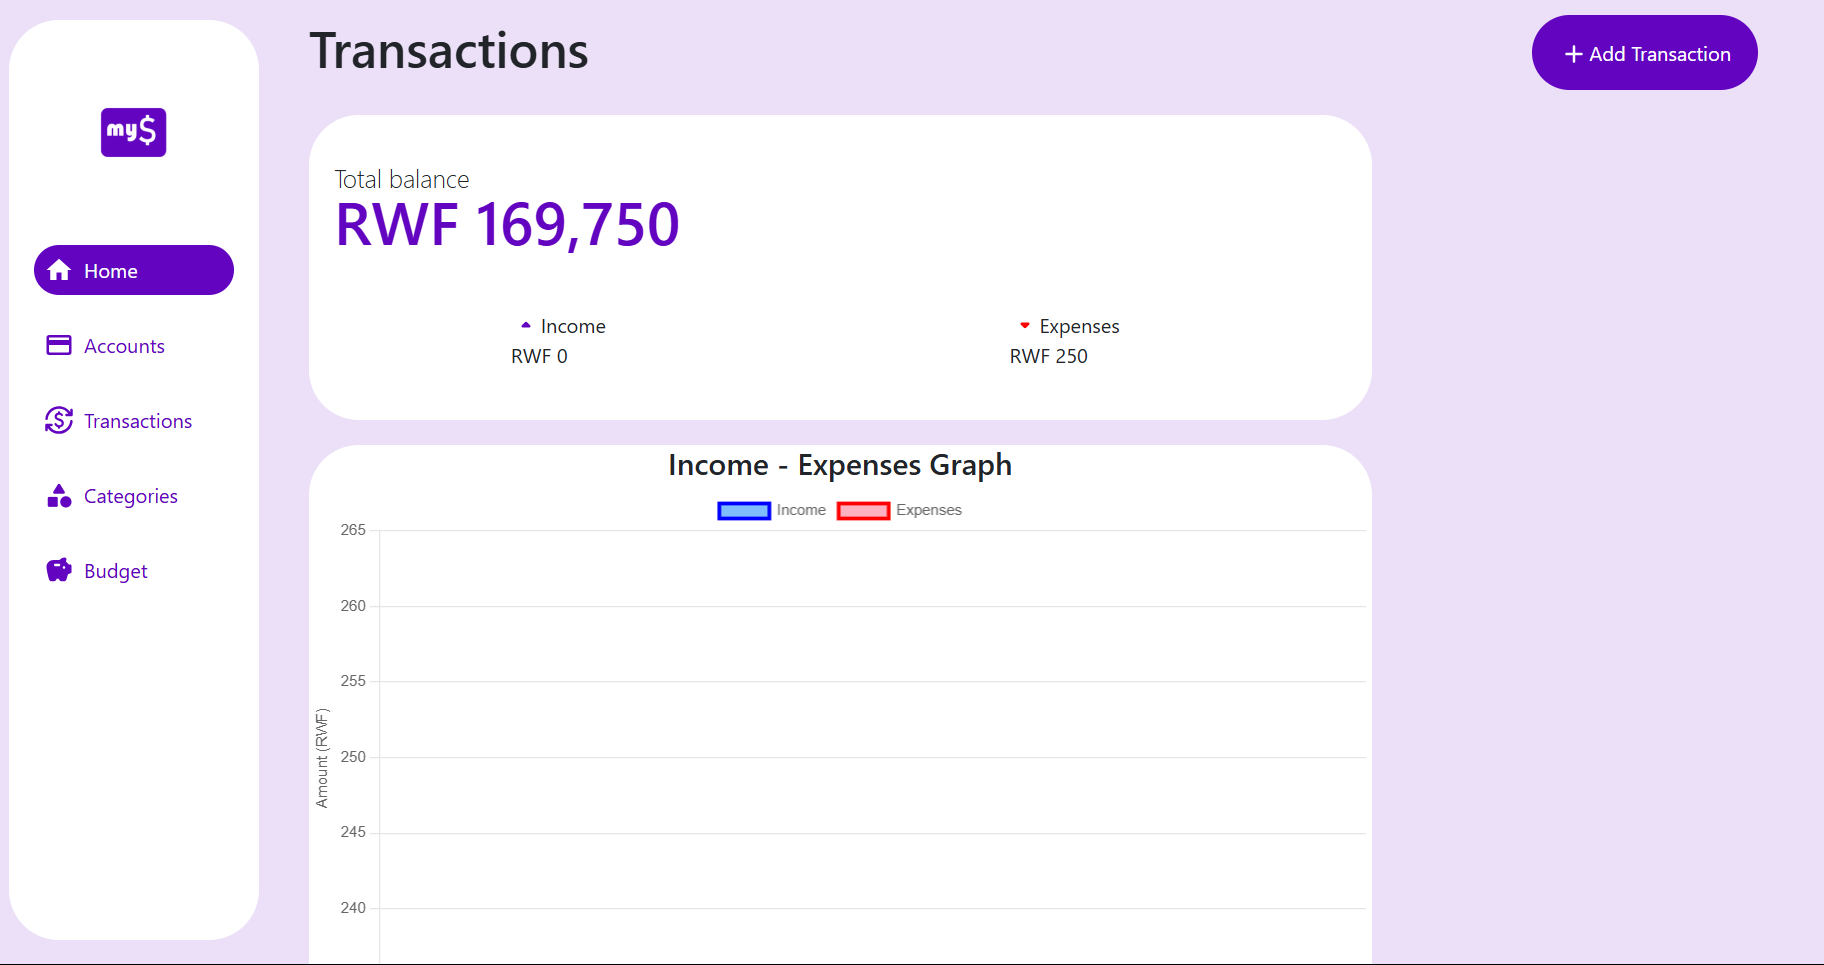 my$
Home
Accounts
Transactions
Categories
Budget
Transactions
+ Add Transaction
Total balance
RWF 169,750
Income
RWF 0
Expenses
RWF 250
Income - Expenses Graph
Income
Expenses
Amount (RWF)
265
260
255
250
245
240